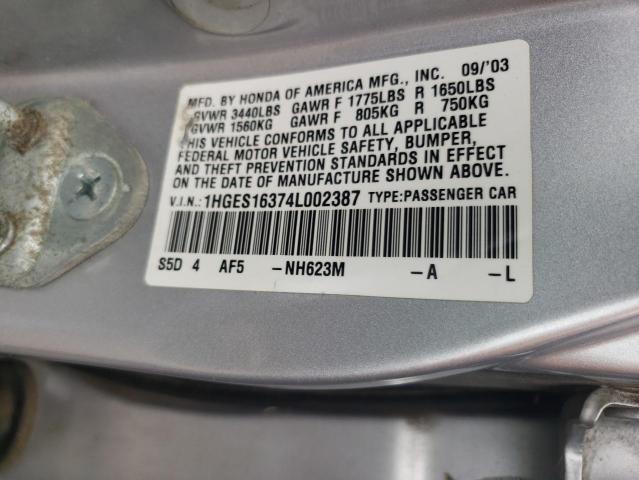 MFD. BY HONDA OF AMERICA MFG., INC. 09/'03
GVWR 3440LBS GAWR F 1775LBS R 1650LBS
GVWR 1560KG GAWR F 805KG R 750KG
THIS VEHICLE CONFORMS TO ALL APPLICABLE
FEDERAL MOTOR VEHICLE SAFETY, BUMPER,
AND THEFT PREVENTION STANDARDS IN EFFECT
ON THE DATE OF MANUFACTURE SHOWN ABOVE.
V.I.N.: 1HGES16374L002387 TYPE:PASSENGER CAR
S5D 4 AF5 -NH623M -A -L